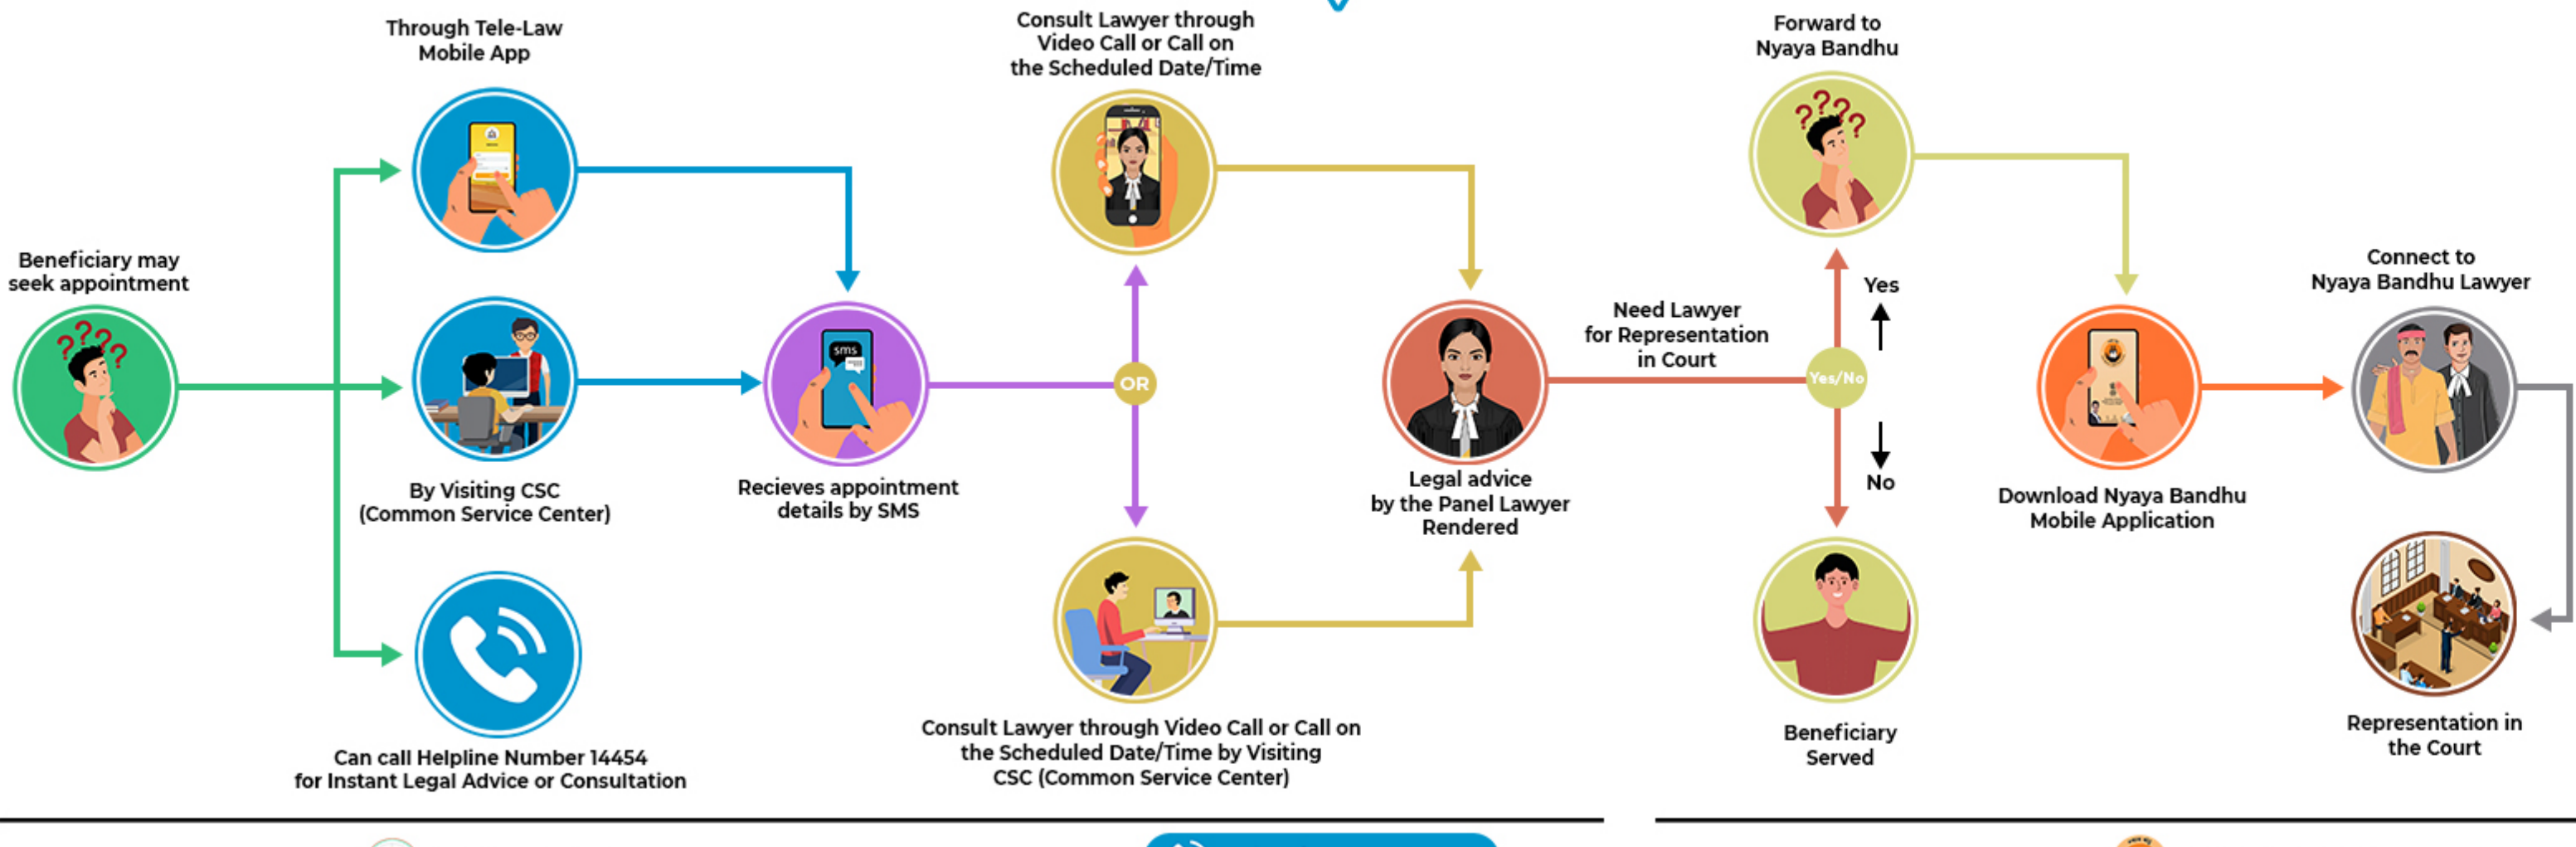 Through Tele-Law
Mobile App
Consult Lawyer through
Video Call or Call on
the Scheduled Date/Time
Forward to
Nyaya Bandhu
Beneficiary may
seek appointment
Connect to
Nyaya Bandhu Lawyer
Yes
Need Lawyer
for Representation
in Court
sms
OR
Yes/No
No
By Visiting CSC
(Common Service Center)
Recieves appointment
details by SMS
Legal advice
by the Panel Lawyer
Rendered
Download Nyaya Bandhu
Mobile Application
Can call Helpline Number 14454
for Instant Legal Advice or Consultation
Consult Lawyer through Video Call or Call on
the Scheduled Date/Time by Visiting
CSC (Common Service Center)
Beneficiary
Served
Representation in
the Court